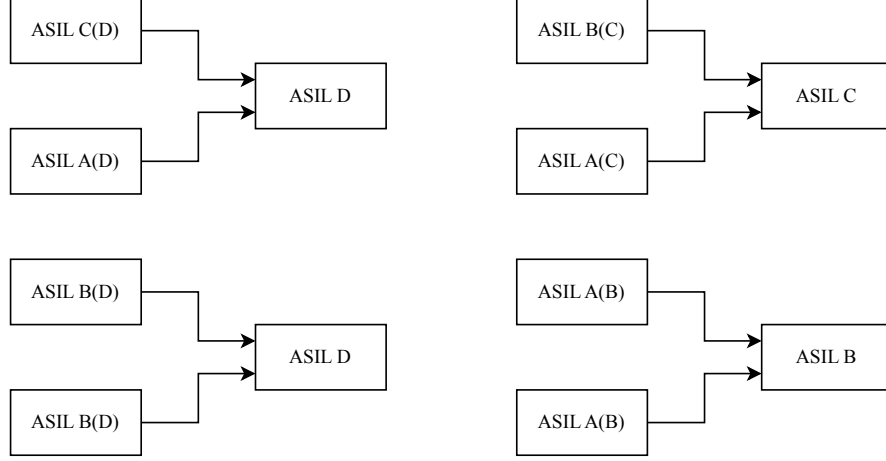 ASIL C(D)
ASIL A(D)
ASIL D
ASIL B(C)
ASIL A(C)
ASIL C
ASIL B(D)
ASIL B(D)
ASIL D
ASIL A(B)
ASIL A(B)
ASIL B